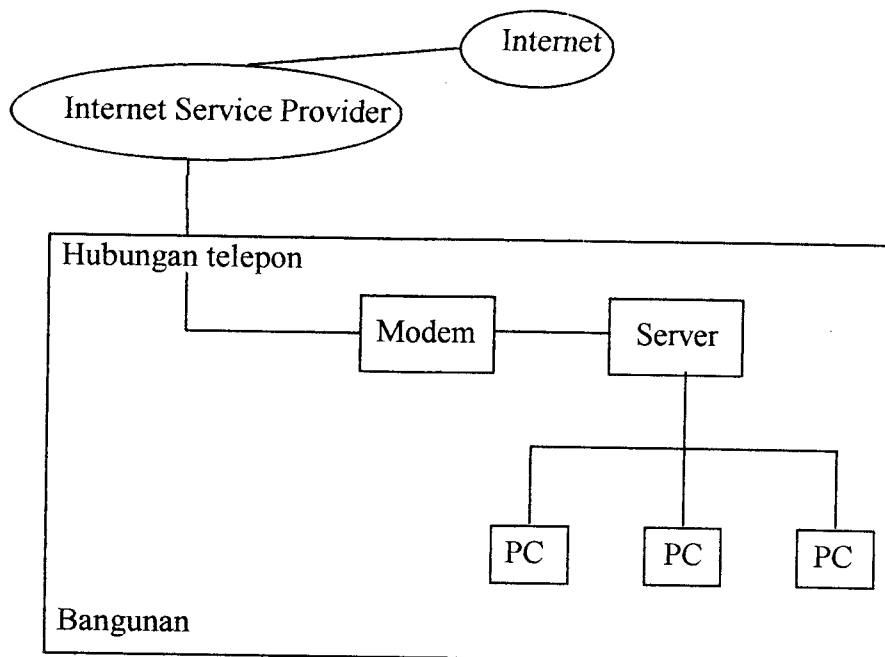 Internet
Internet Service Provider
Hubungan telepon
Modem
Server
PC
PC
PC
Bangunan